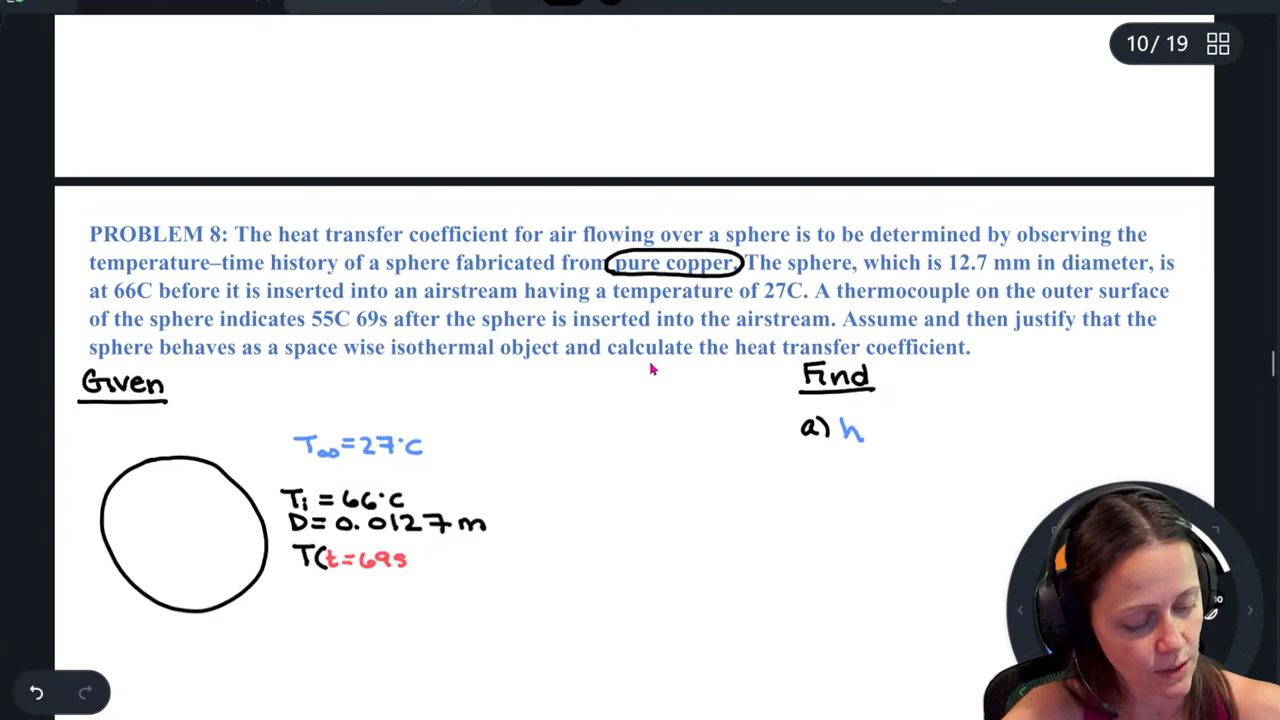 10/ 19
PROBLEM 8: The heat transfer coefficient for air flowing over a sphere is to be determined by observing the
temperature–time history of a sphere fabricated from pure copper. The sphere, which is 12.7 mm in diameter, is
at 66C before it is inserted into an airstream having a temperature of 27C. A thermocouple on the outer surface
of the sphere indicates 55C 69s after the sphere is inserted into the airstream. Assume and then justify that the
sphere behaves as a space wise isothermal object and calculate the heat transfer coefficient.
Given
Find
T∞=27°C
a) h
Ti = 66°C
D= 0.0127m
T(t=69s